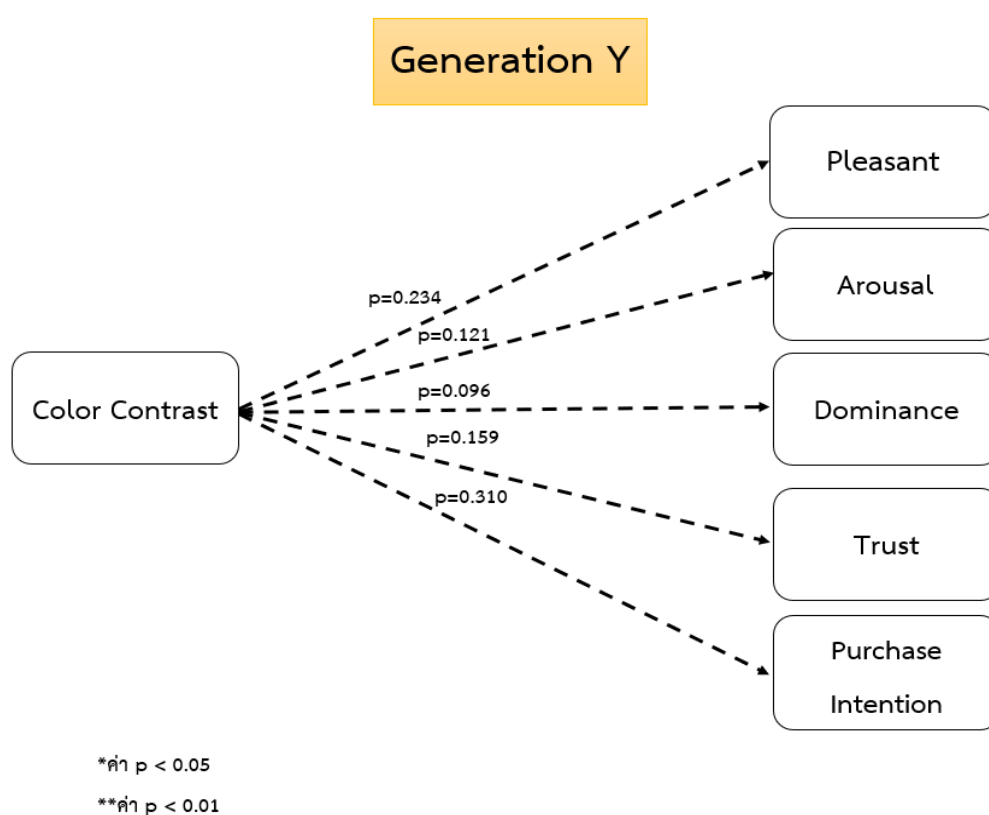 Generation Y
Pleasant
p=0.234
Arousal
p=0.121
Color Contrast
p=0.096
Dominance
p=0.159
p=0.310
Trust
Purchase
Intention
*ค่า p < 0.05
**ค่า p < 0.01